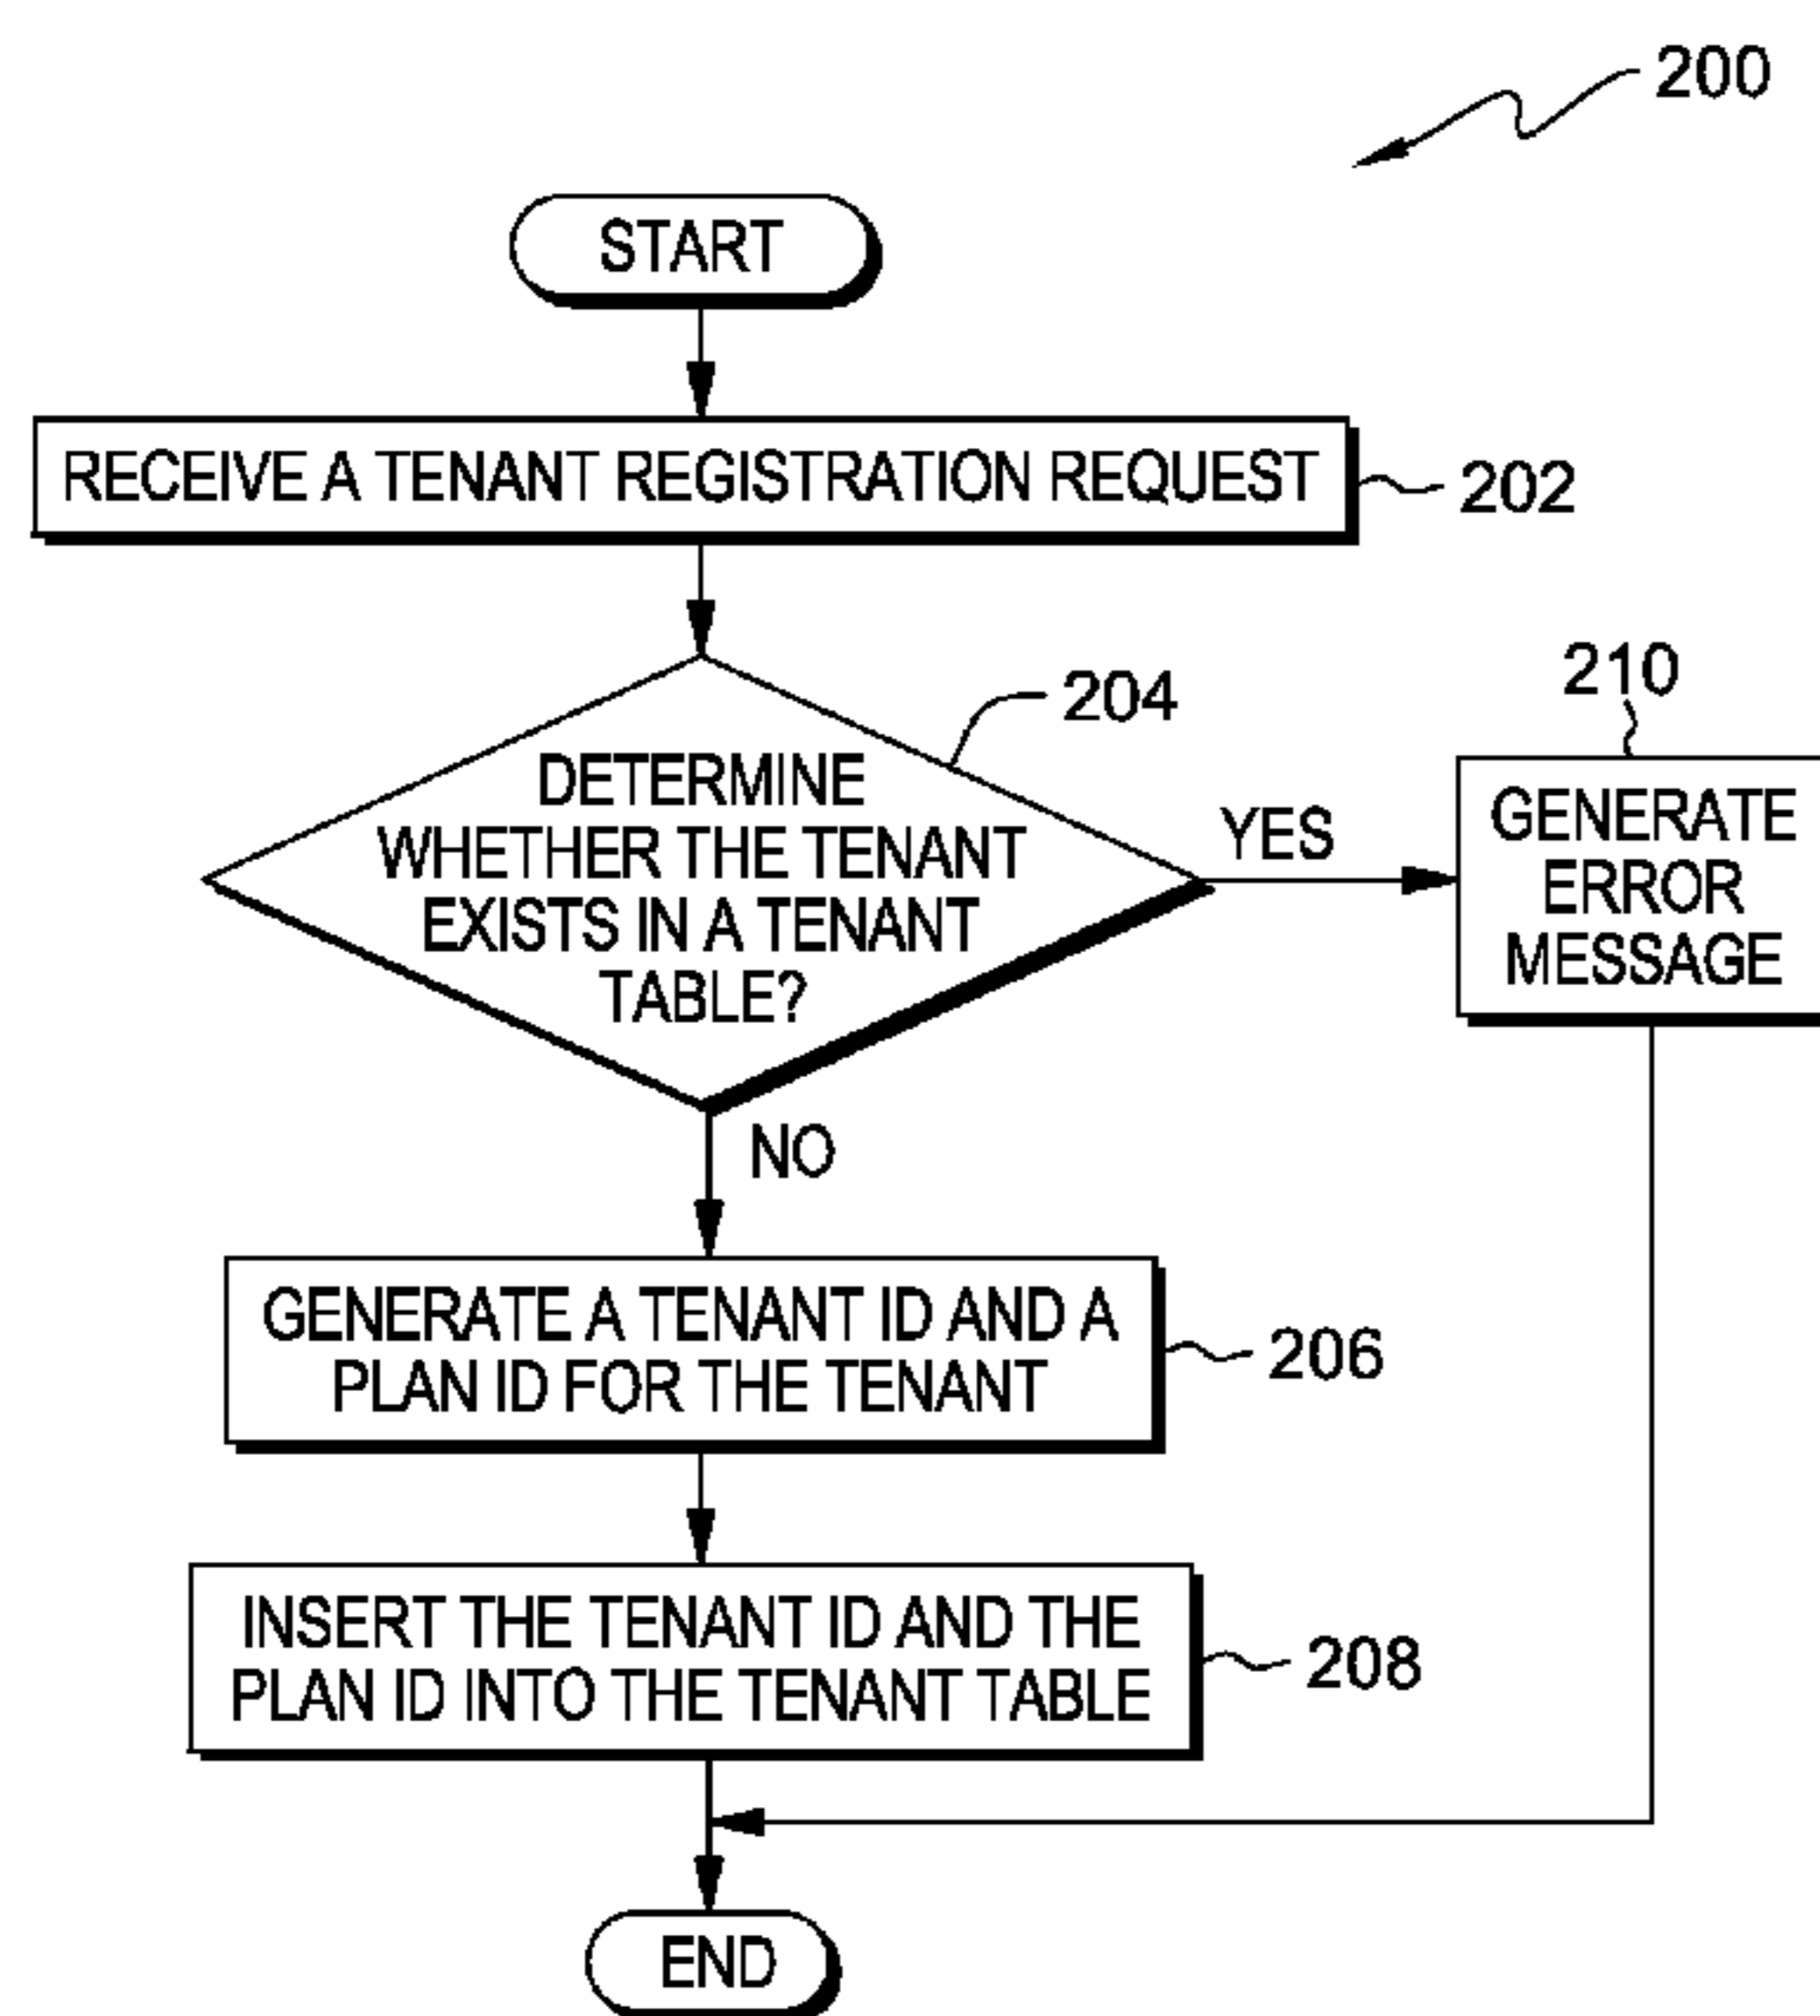 200
START
RECEIVE A TENANT REGISTRATION REQUEST
202
204
DETERMINE
WHETHER THE TENANT
EXISTS IN A TENANT
TABLE?
YES
210
GENERATE
ERROR
MESSAGE
NO
GENERATE A TENANT ID AND A
PLAN ID FOR THE TENANT
206
INSERT THE TENANT ID AND THE
PLAN ID INTO THE TENANT TABLE
208
END